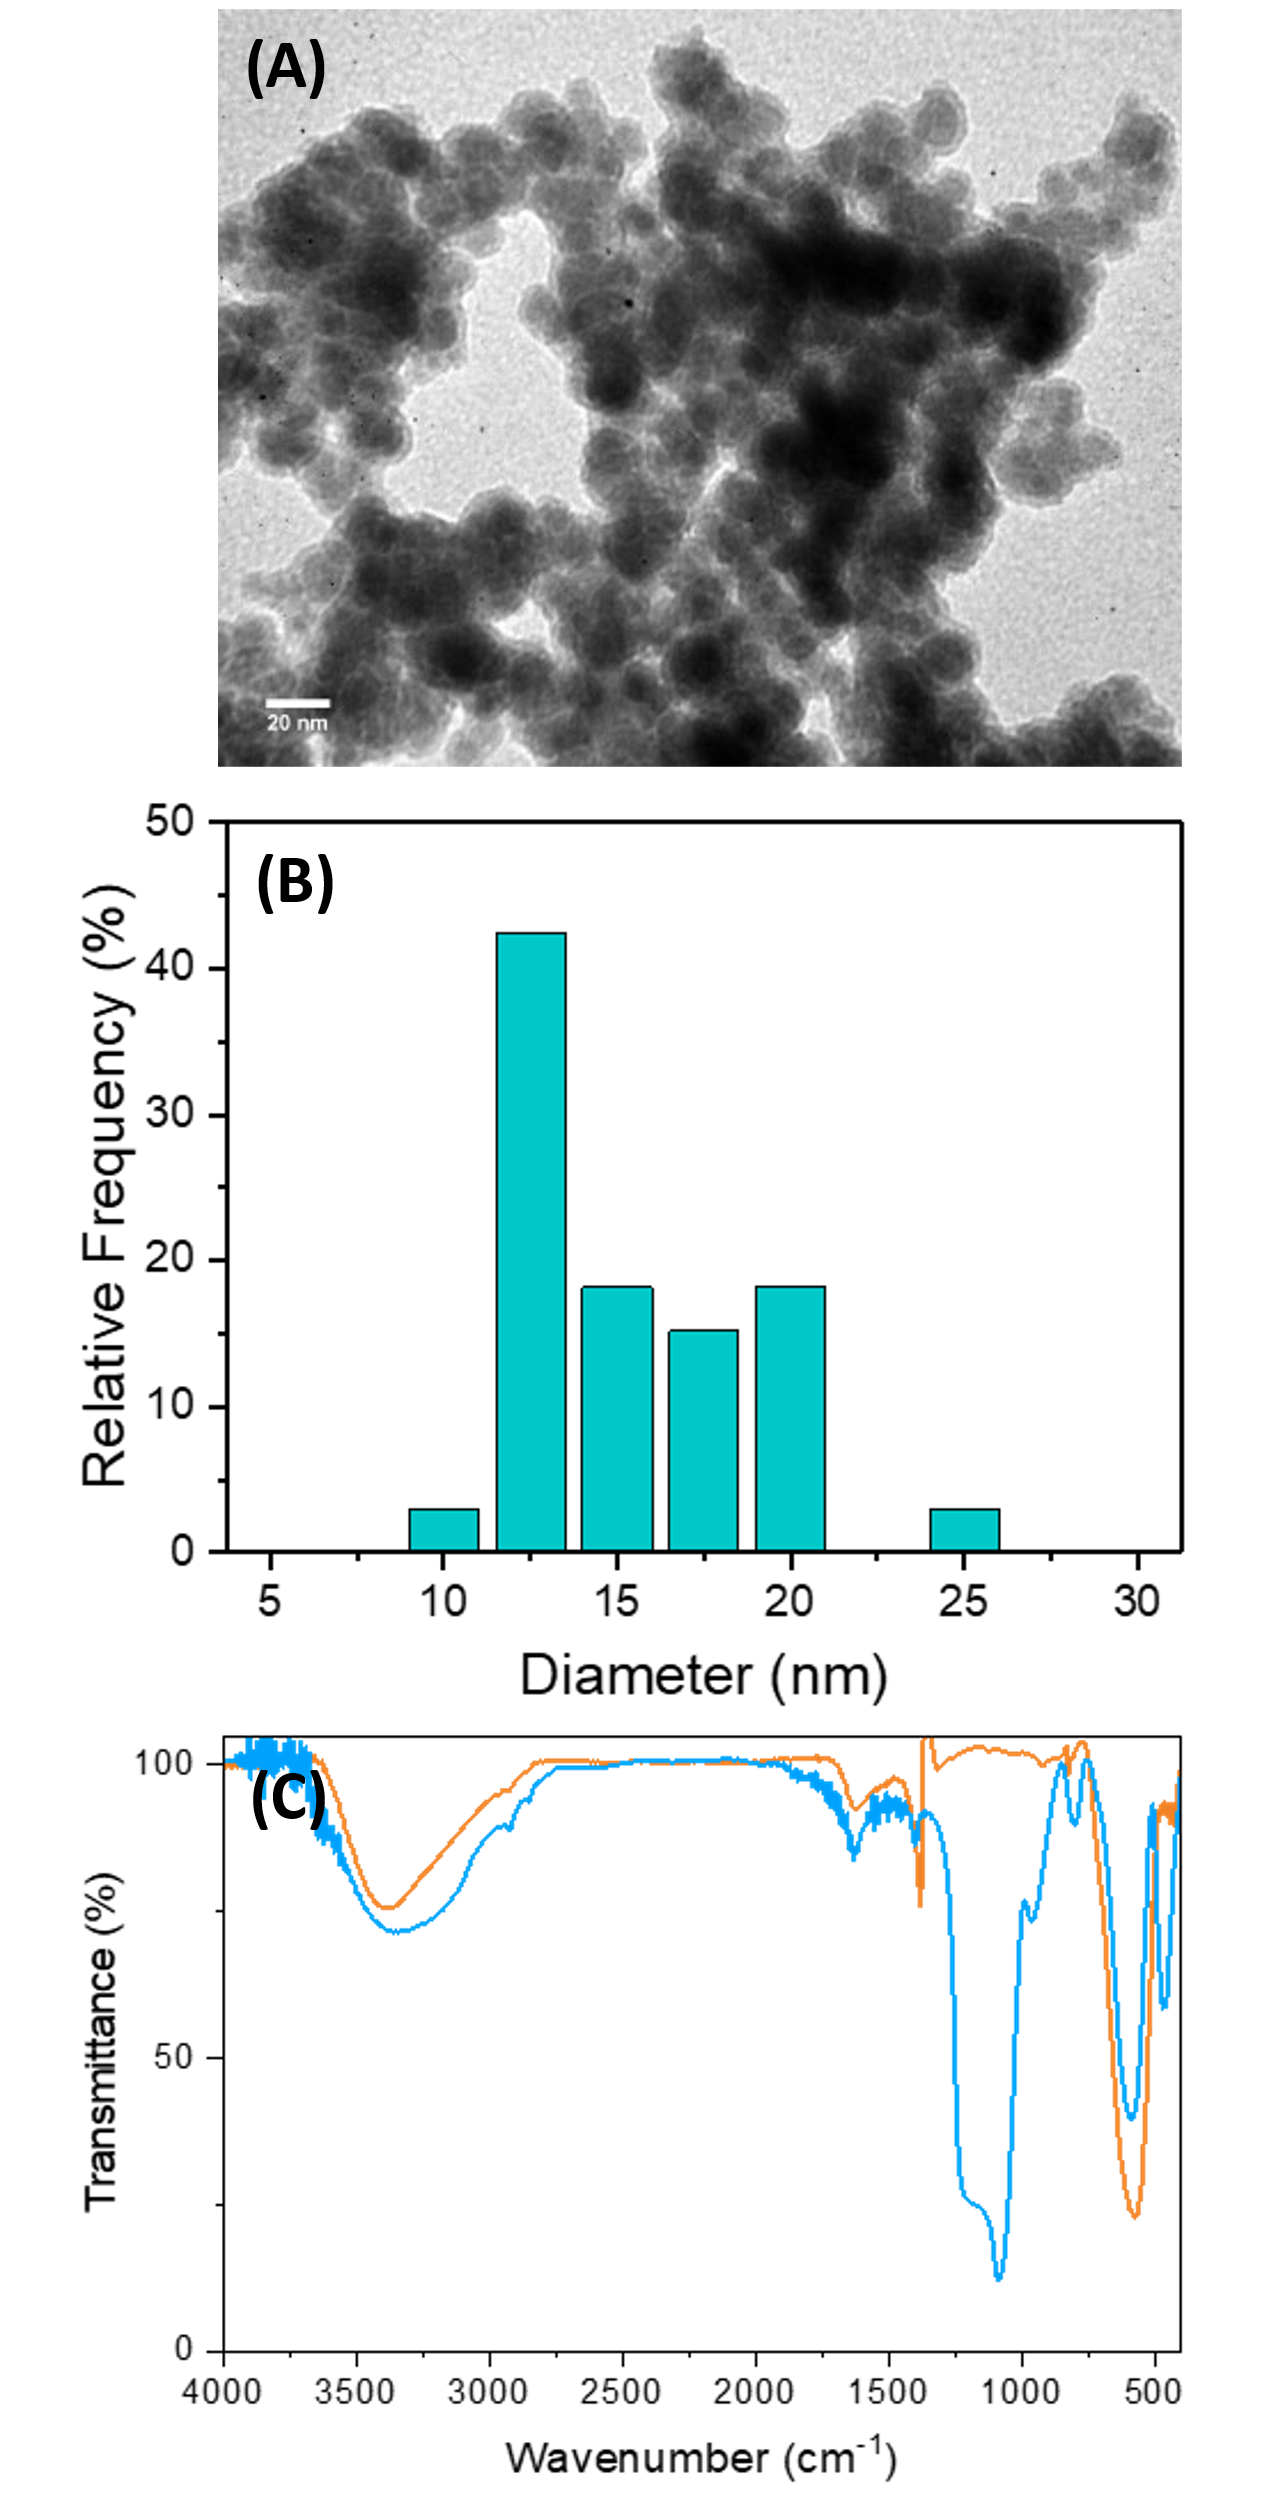 (A)
20 nm
50
(B)
40
30
20
10
0
Relative Frequency (%)
5 10 15 20 25 30
Diameter (nm)
100
(C)
50
0
Transmittance (%)
4000 3500 3000 2500 2000 1500 1000 500
Wavenumber (cm⁻¹)